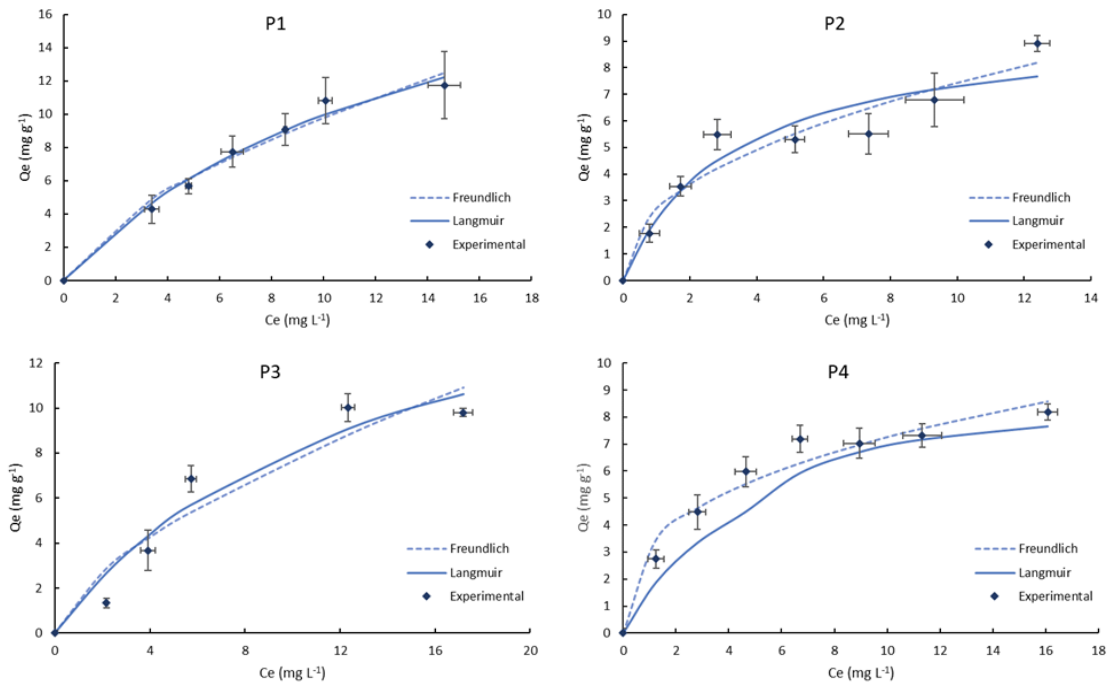 P1
16
14
12
10
8
6
4
2
0
Qe (mg g⁻¹)
Freundlich
Langmuir
Experimental
0 2 4 6 8 10 12 14 16 18
Ce (mg L⁻¹)
P2
10
9
8
7
6
5
4
3
2
1
0
Qe (mg g⁻¹)
Freundlich
Langmuir
Experimental
0 2 4 6 8 10 12 14
Ce (mg L⁻¹)
P3
12
10
8
6
4
2
0
Qe (mg g⁻¹)
Freundlich
Langmuir
Experimental
0 4 8 12 16 20
Ce (mg L⁻¹)
P4
10
9
8
7
6
5
4
3
2
1
0
Qe (mg g⁻¹)
Freundlich
Langmuir
Experimental
0 2 4 6 8 10 12 14 16 18
Ce (mg L⁻¹)